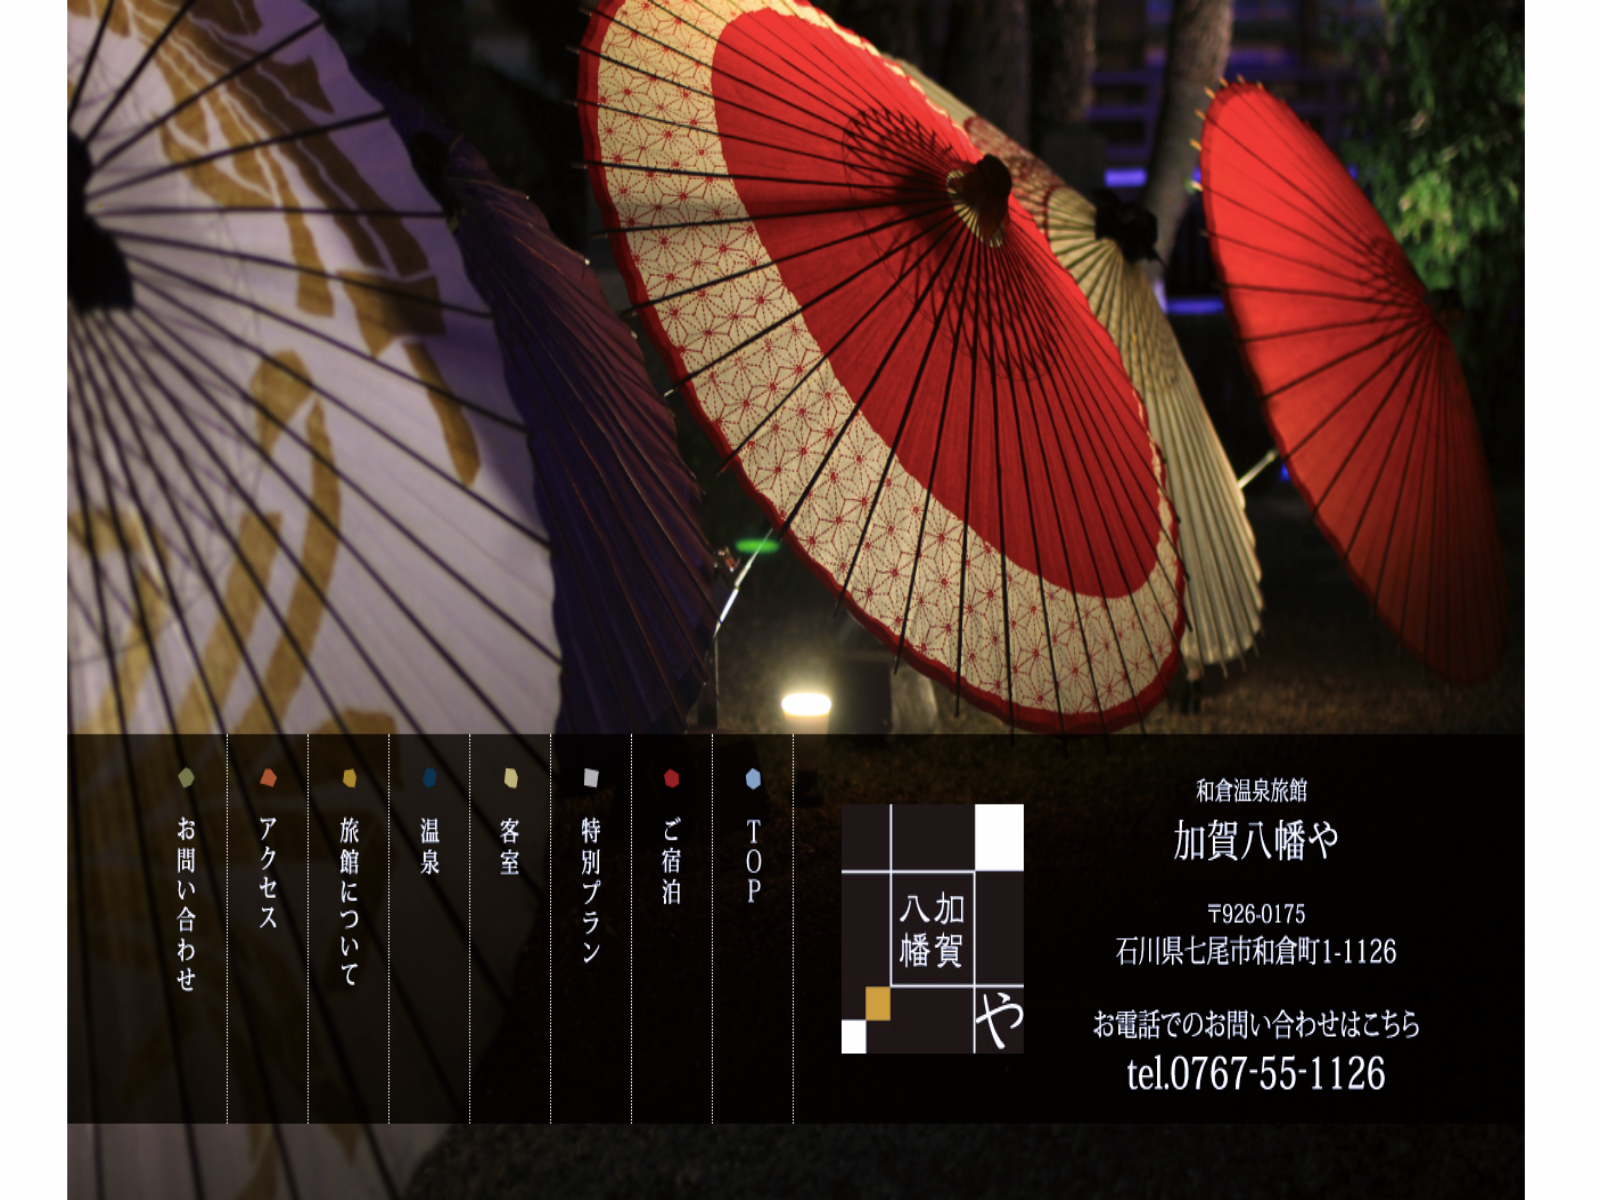 TOP
ご宿泊
特別プラン
客室
温泉
旅館について
アクセス
お問い合わせ
加賀
八幡
や
和倉温泉旅館
加賀八幡や
〒926-0175
石川県七尾市和倉町1-1126
お電話でのお問い合わせはこちら
tel.0767-55-1126